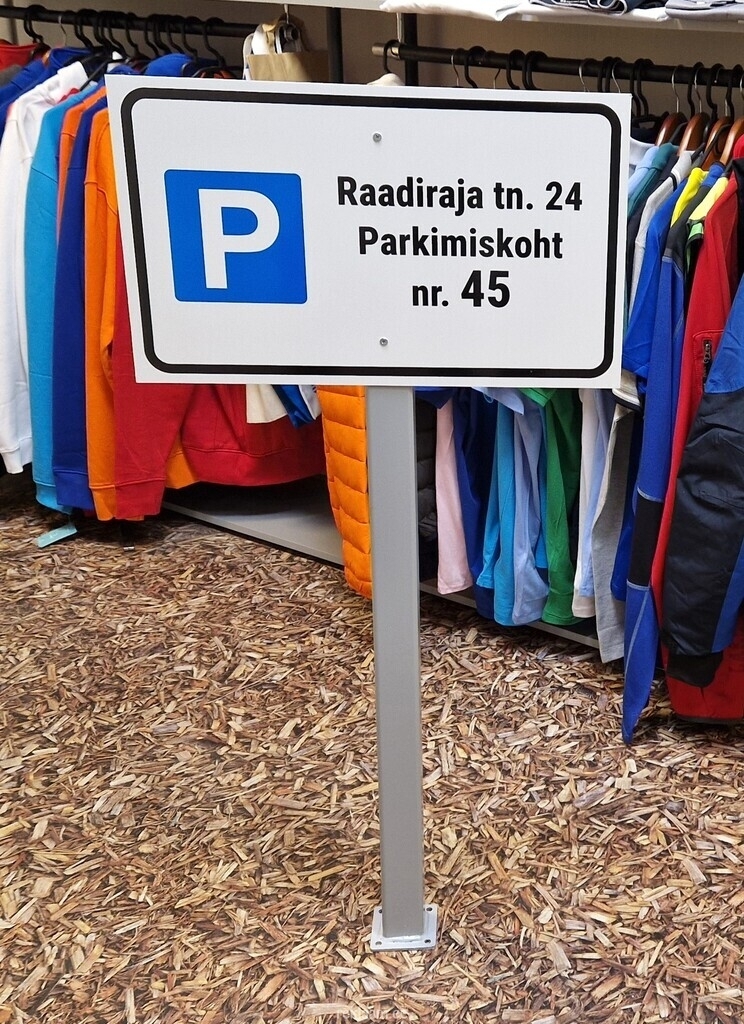 P
Raadiraja tn. 24
Parkimiskoht
nr. 45